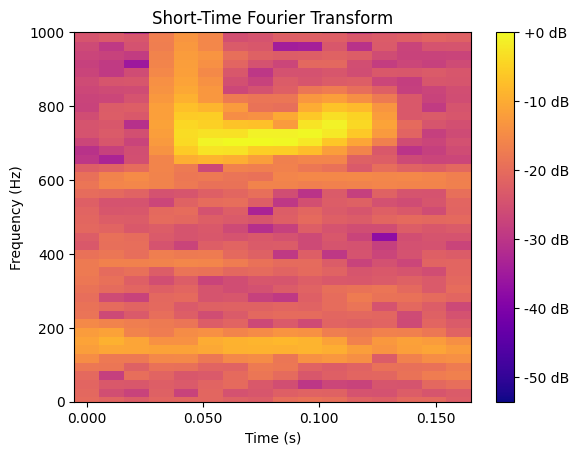 Short-Time Fourier Transform
1000
800
600
400
200
0
Frequency (Hz)
0.000
0.050
0.100
0.150
Time (s)
+0 dB
-10 dB
-20 dB
-30 dB
-40 dB
-50 dB